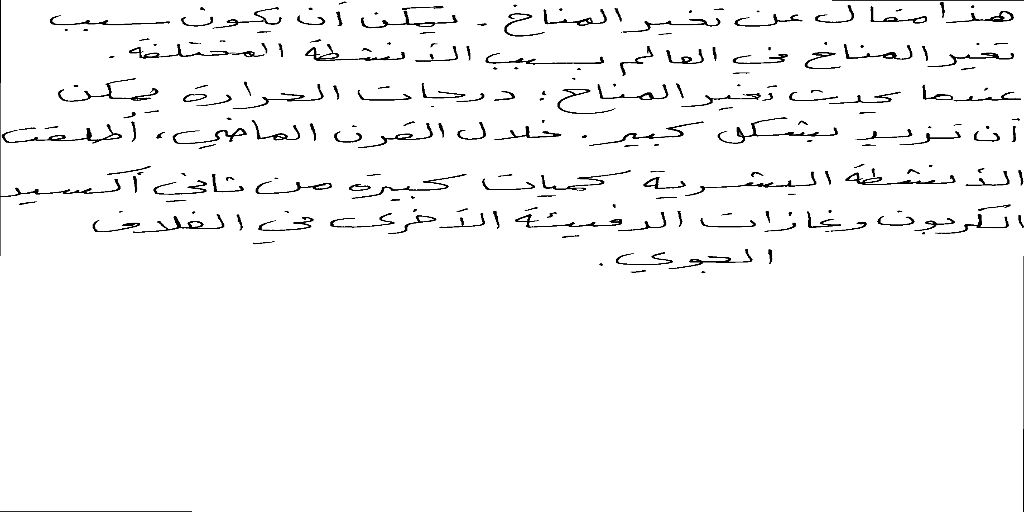 هذا مقال عن تغير المناخ. يمكن أن يكون سبب
تغير المناخ في العالم بسبب الأنشطة المختلفة.
عندما يحدث تغير المناخ؛ درجات الحرارة يمكن
أن تزيد بشكل كبير. خلال القرن الماضي، أطلقت
الأنشطة البشرية كميات كبيرة من ثاني أكسيد
الكربون وغازات الدفيئة الأخرى في الغلاف
الجوي.